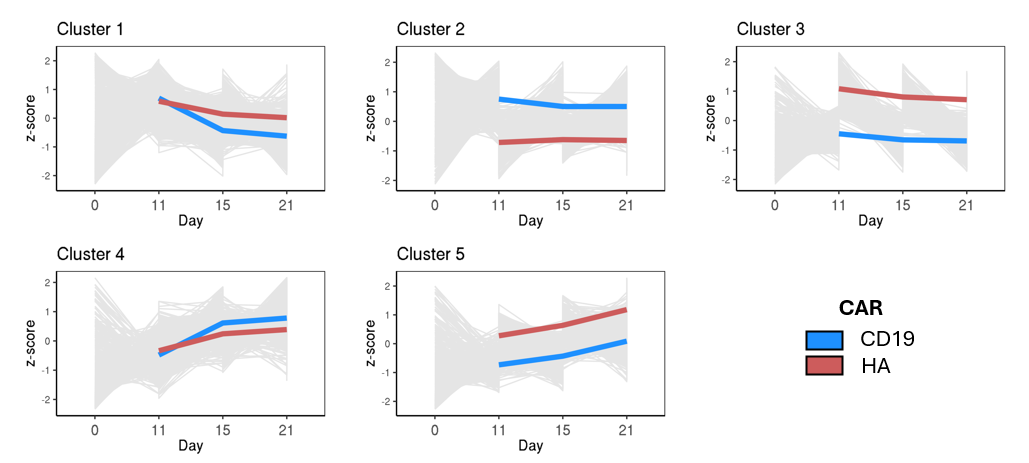 Cluster 1
2
1
0
-1
-2
z-score
0 11 15 21
Day
Cluster 2
2
1
0
-1
-2
z-score
0 11 15 21
Day
Cluster 3
2
1
0
-1
-2
z-score
0 11 15 21
Day
Cluster 4
2
1
0
-1
-2
z-score
0 11 15 21
Day
Cluster 5
2
1
0
-1
-2
z-score
0 11 15 21
Day
CAR
CD19
HA